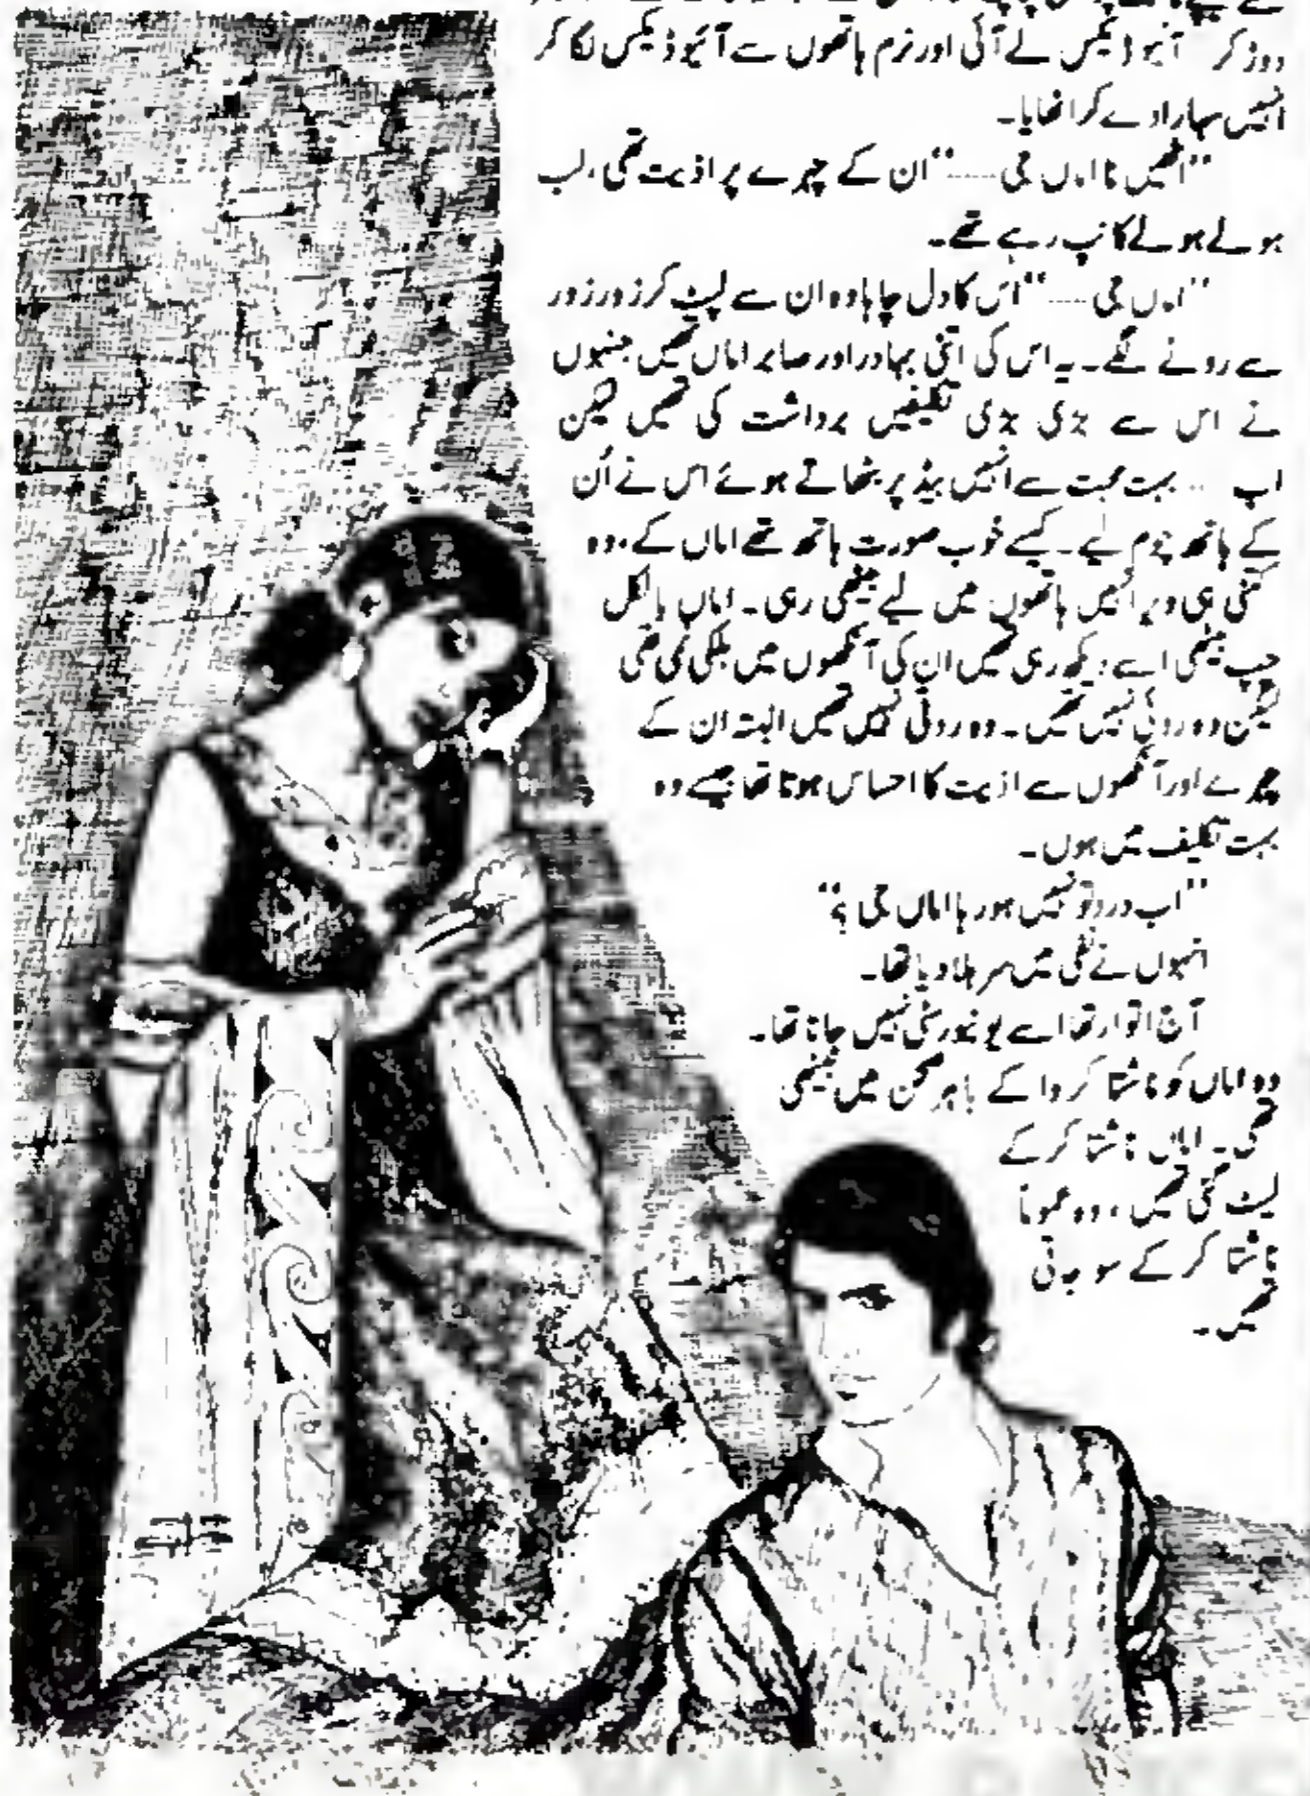 دوڑ کر آئیوڈیکس لے آئی اور نرم ہاتھوں سے آئیوڈیکس لگا کر
انہیں سہارا دے کر اٹھایا۔
”اٹھیں نا اماں جی.....“ ان کے چہرے پر اذیت تھی، لب
ہولے ہولے کانپ رہے تھے۔
”اماں جی.....“ اس کا دل چاہا وہ ان سے لپٹ کر زور زور
سے رونے لگے۔ یہ اس کی اتنی بہادر اور صابر اماں تھیں جنہوں
نے اس سے بڑی بڑی تکلیفیں برداشت کی تھیں لیکن
اب ... بہت محبت سے انہیں بیڈ پر بٹھاتے ہوئے اس نے اُن
کے ہاتھ چوم لیے۔ کیسے خوب صورت ہاتھ تھے اماں کے، وہ
کتنی ہی دیر انہیں ہاتھوں میں لیے بیٹھی رہی۔ اماں بالکل
چپ بیٹھی اسے دیکھ رہی تھیں ان کی آنکھوں میں ہلکی نمی تھی
لیکن وہ روئی نہیں تھیں۔ وہ روتی نہیں تھیں البتہ ان کے
چہرے اور آنکھوں سے اذیت کا احساس ہوتا تھا جیسے وہ
بہت تکلیف میں ہوں۔
”اب درد تو نہیں ہو رہا اماں جی؟“
انہوں نے نفی میں سر ہلا دیا تھا۔
آج اتوار تھا اسے یونیورسٹی نہیں جانا تھا۔
وہ اماں کو ناشتا کروا کے باہر صحن میں بیٹھی
تھی۔ اماں ناشتا کر کے
لیٹ گئی تھیں، وہ عموماً
ناشتا کر کے سو جاتی
تھیں۔